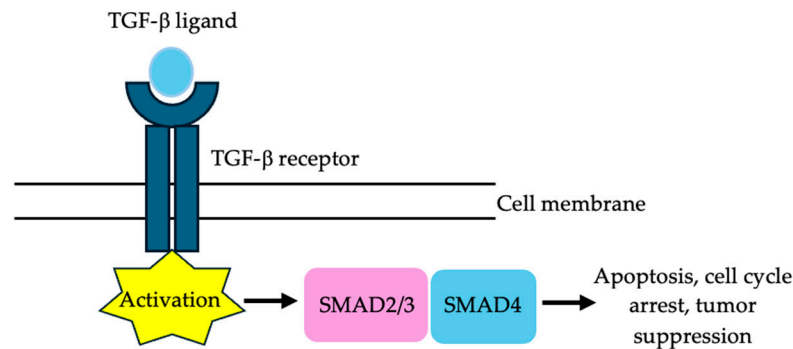 TGF-β ligand
TGF-β receptor
Cell membrane
Activation
SMAD2/3
SMAD4
Apoptosis, cell cycle
arrest, tumor
suppression